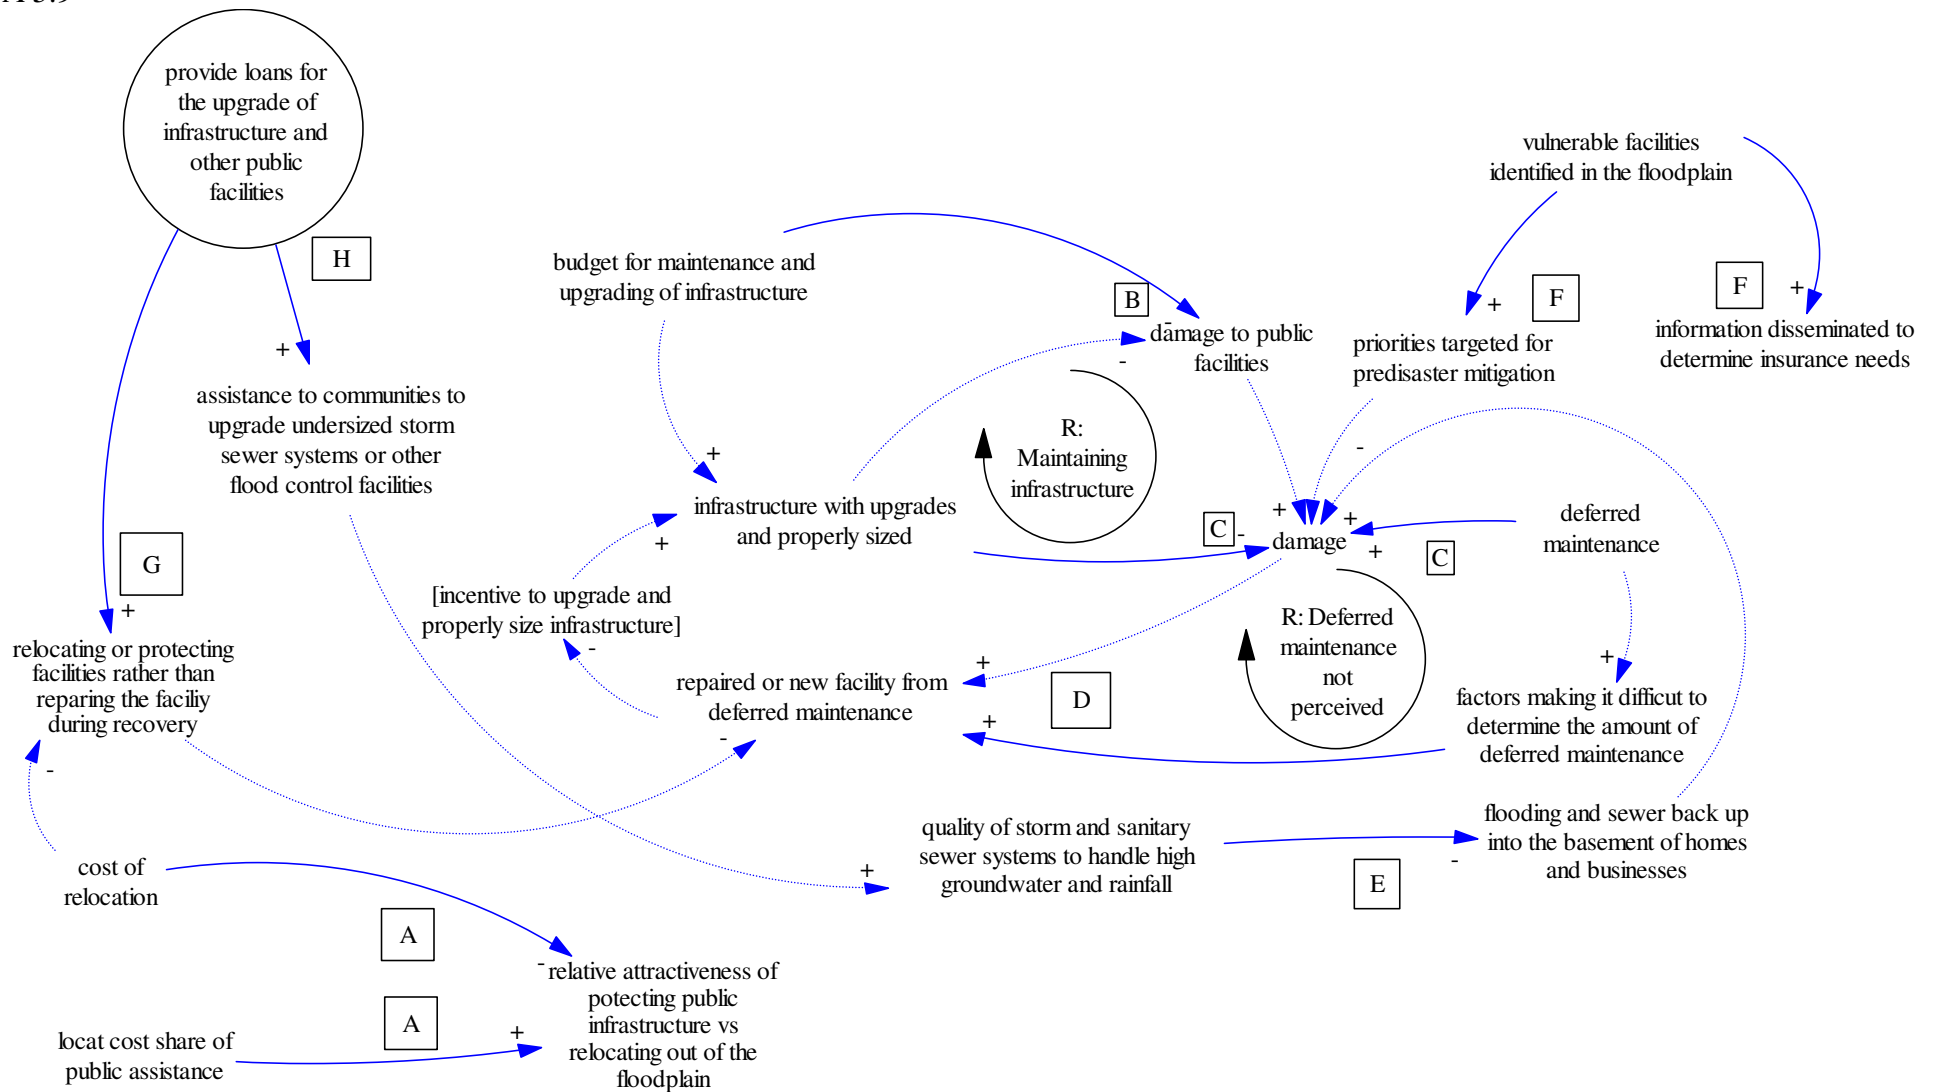 provide loans for
the upgrade of
infrastructure and
other public
facilities
H
vulnerable facilities
identified in the floodplain
budget for maintenance and
upgrading of infrastructure
B
F
F
+
+
+
-
damage to public
facilities
-
priorities targeted for
predisaster mitigation
information disseminated to
determine insurance needs
assistance to communities to
upgrade undersized storm
sewer systems or other
flood control facilities
R:
Maintaining
infrastructure
-
+
infrastructure with upgrades
and properly sized
+
C
-
+
+
+
damage
C
deferred
maintenance
G
+
[incentive to upgrade and
properly size infrastructure]
-
R: Deferred
maintenance
not
perceived
relocating or protecting
facilities rather than
reparing the faciliy
during recovery
+
+
D
repaired or new facility from
deferred maintenance
+
-
factors making it difficut to
determine the amount of
deferred maintenance
-
cost of
relocation
+
quality of storm and sanitary
sewer systems to handle high
groundwater and rainfall
-
E
flooding and sewer back up
into the basement of homes
and businesses
A
-
relative attractiveness of
potecting public
infrastructure vs
relocating out of the
floodplain
A
+
locat cost share of
public assistance